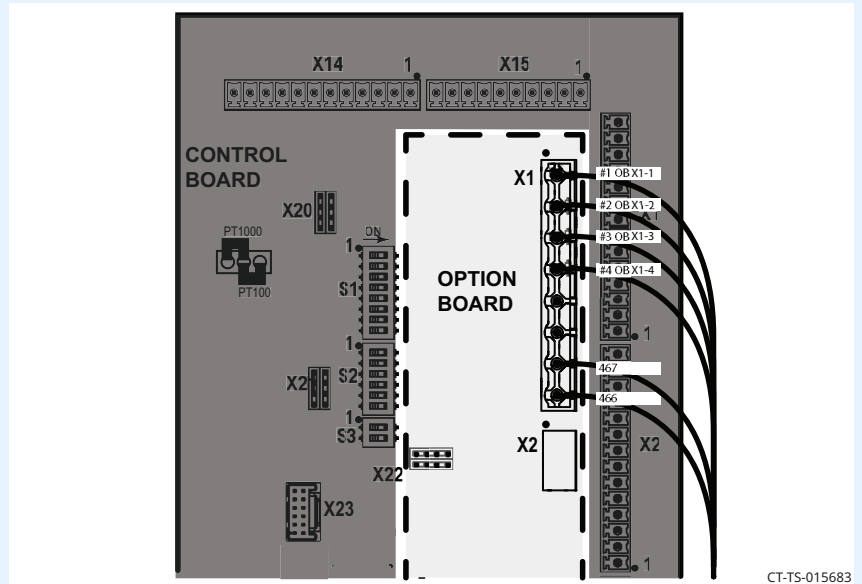 X14
1
X15
1
CONTROL
BOARD
X1
#1 OB X1-1
#2 OB X1-2
X1
X20
PT1000
ON
1
#3 OB X1-3
#4 OB X1-4
PT100
S1
OPTION
BOARD
1
1
467
X2
S2
466
1
S3
X2
X2
X22
X23
1
CT-TS-015683